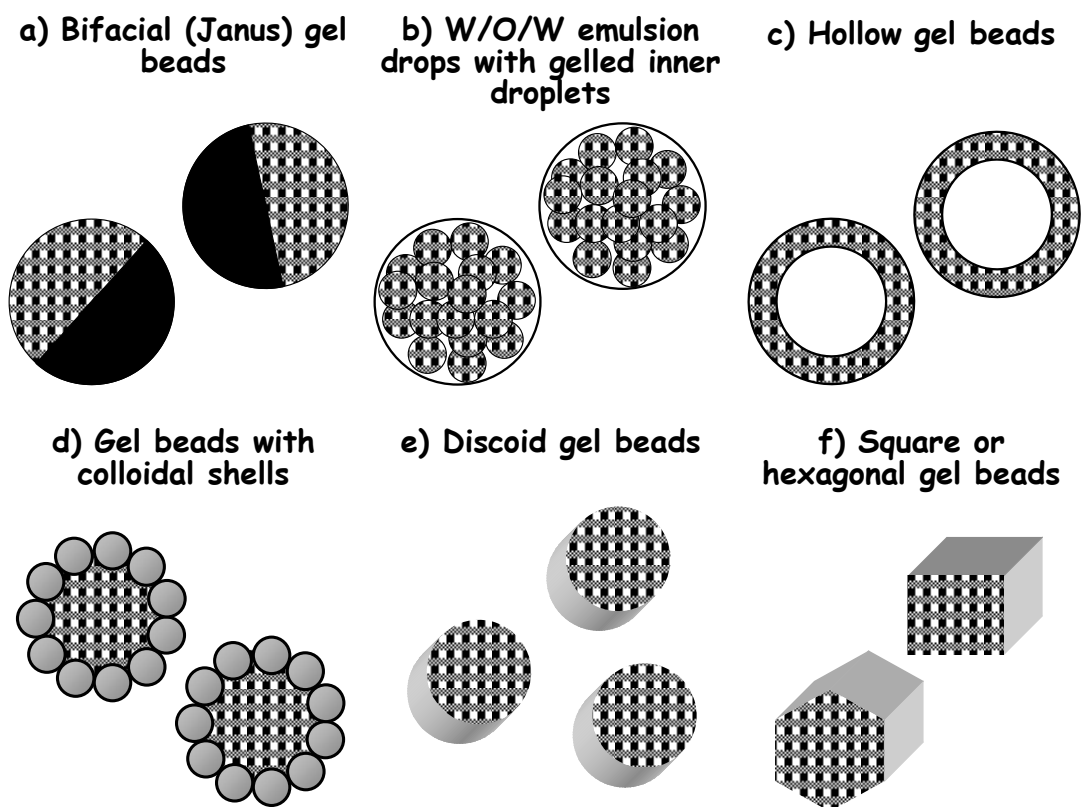 a) Bifacial (Janus) gel
beads
b) W/O/W emulsion
drops with gelled inner
droplets
c) Hollow gel beads
d) Gel beads with
colloidal shells
e) Discoid gel beads
f) Square or
hexagonal gel beads